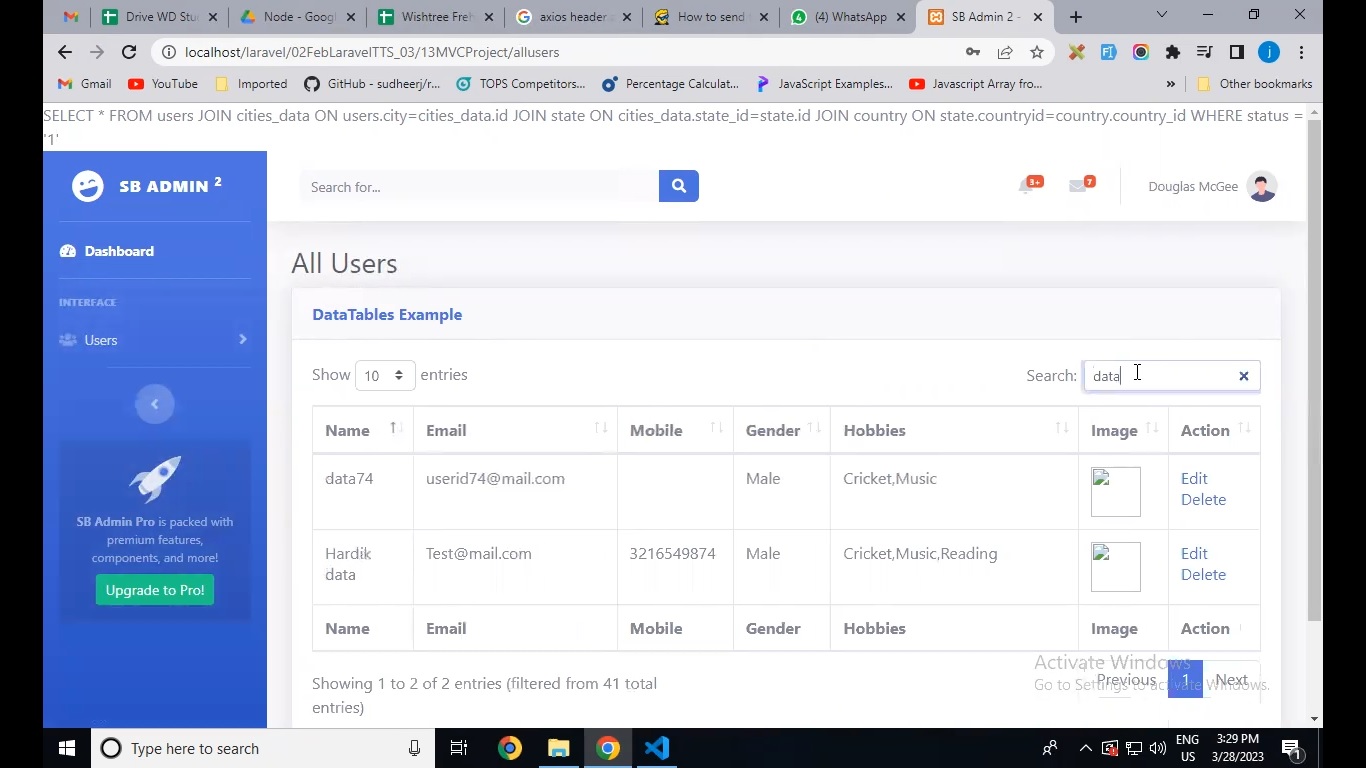 Drive WD Stu
Node - Googl
Wishtree Freh
axios header
How to send
(4) WhatsApp
SB Admin 2 -
localhost/laravel/02FebLaravelTTS_03/13MVCProject/allusers
j
Gmail
YouTube
Imported
GitHub - sudheerj/r...
TOPS Competitors...
Percentage Calculat...
JavaScript Examples...
Javascript Array fro...
»
Other bookmarks
SELECT * FROM users JOIN cities_data ON users.city=cities_data.id JOIN state ON cities_data.state_id=state.id JOIN country ON state.countryid=country.country_id WHERE status =
'1'
SB ADMIN 2
Search for...
3+
7
Douglas McGee
Dashboard
INTERFACE
Users
SB Admin Pro is packed with
premium features,
components, and more!
Upgrade to Pro!
All Users
DataTables Example
Show 10 entries
Search: data
Name Email Mobile Gender Hobbies Image Action
data74 userid74@mail.com Male Cricket,Music Edit
Delete
Hardik Test@mail.com 3216549874 Male Cricket,Music,Reading Edit
data Delete
Name Email Mobile Gender Hobbies Image Action
Showing 1 to 2 of 2 entries (filtered from 41 total
entries)
Previous 1 Next
Activate Windows
Go to Settings to activate Windows.
Type here to search
ENG
US
3:29 PM
3/28/2023
1